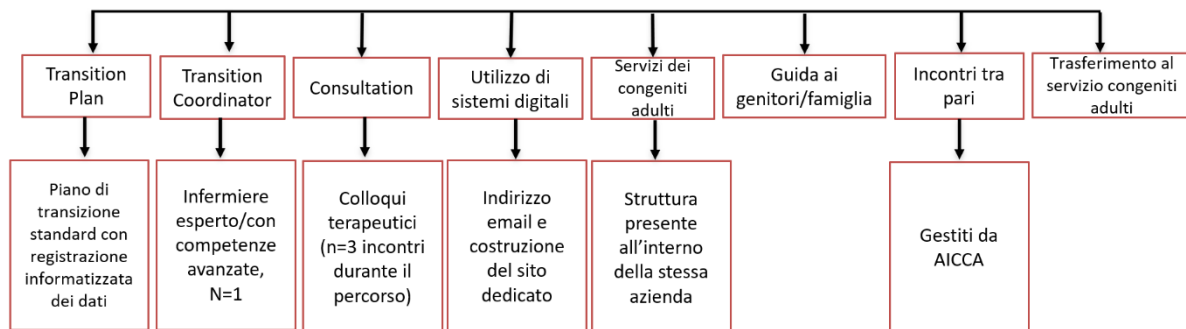 Transition
Plan
Transition
Coordinator
Consultation
Utilizzo di
sistemi digitali
Servizi dei
congeniti
adulti
Guida ai
genitori/famiglia
Incontri tra
pari
Trasferimento al
servizio congeniti
adulti
Piano di
transizione
standard con
registrazione
informatizzata
dei dati
Infermiere
esperto/con
competenze
avanzate,
N=1
Colloqui
terapeutici
(n=3 incontri
durante il
percorso)
Indirizzo
email e
costruzione
del sito
dedicato
Struttura
presente
all’interno
della stessa
azienda
Gestiti da
AICCA